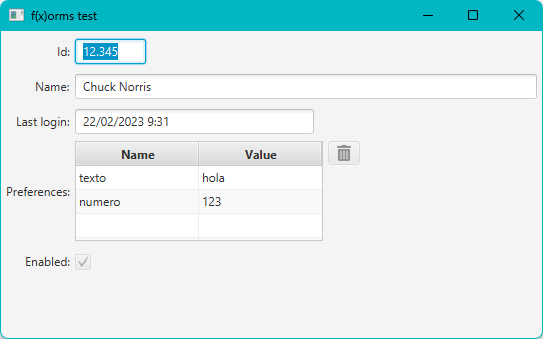 f(x)orms test
Id: 12.345
Name: Chuck Norris
Last login: 22/02/2023 9:31
Name Value
texto hola
Preferences: numero 123
Enabled: